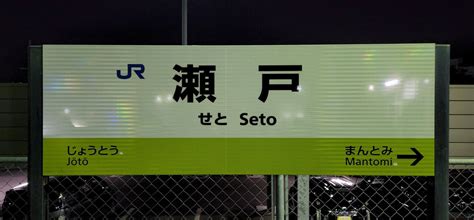 JR 瀬戸
せと Seto
じょうとう
Jōtō
まんとみ
Mantomi